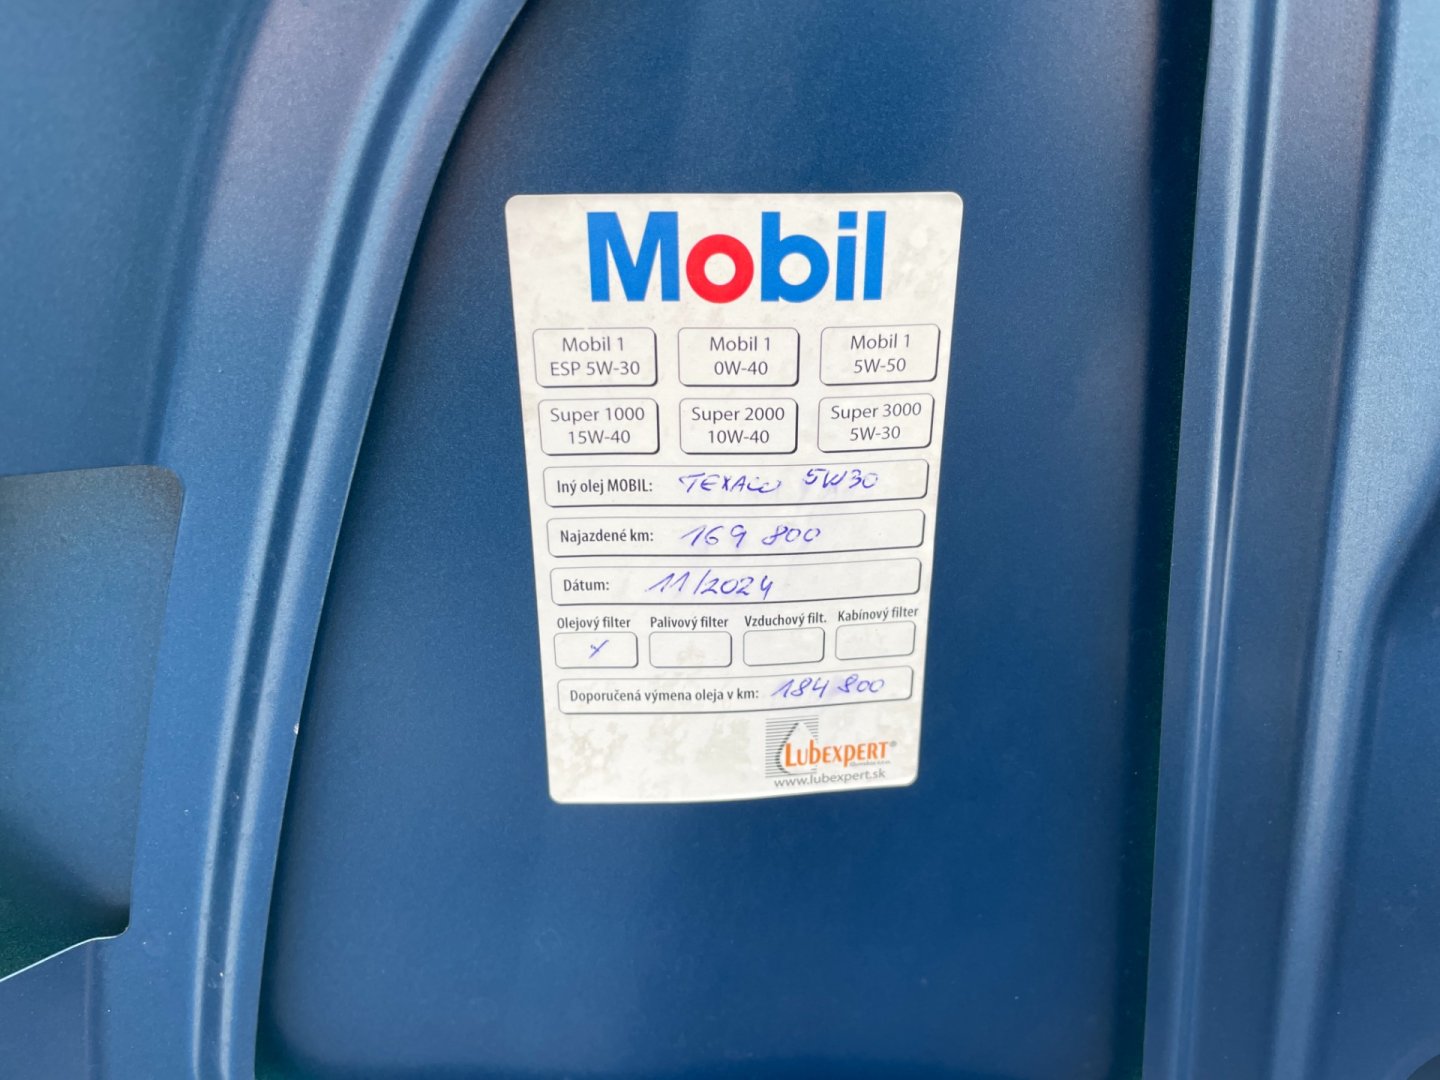 Mobil
Mobil 1
ESP 5W-30
Mobil 1
0W-40
Mobil 1
5W-50
Super 1000
15W-40
Super 2000
10W-40
Super 3000
5W-30
Iný olej MOBIL: TEXACO 5W30
Najazdené km: 169 800
Dátum: 11/2024
Olejový filter Palivový filter Vzduchový filt. Kabínový filter
x
Doporučená výmena oleja v km: 184 800
LUBEXPERT®
www.lubexpert.sk